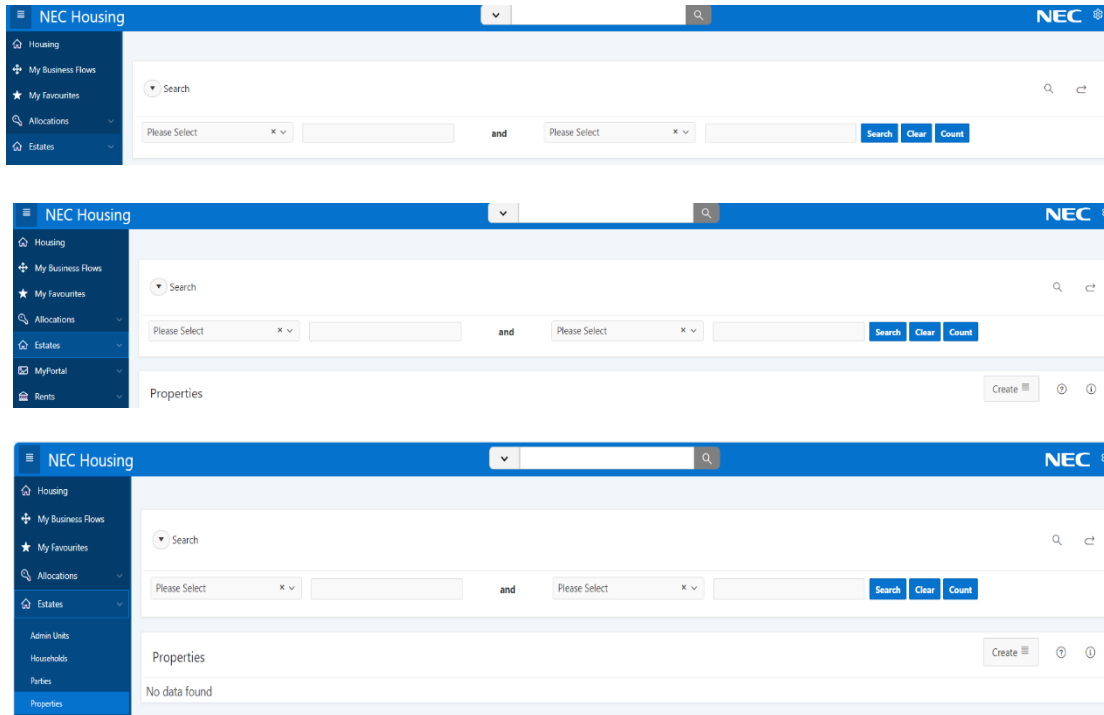 NEC Housing NEC
Housing
My Business Flows
Search
My Favourites
Allocations
Please Select and Please Select Search Clear Count
Estates
NEC Housing NEC
Housing
My Business Flows
Search
My Favourites
Allocations
Please Select and Please Select Search Clear Count
Estates
MyPortal
Properties Create
Rents
NEC Housing NEC
Housing
My Business Flows
Search
My Favourites
Allocations
Please Select and Please Select Search Clear Count
Estates
Admin Units
Households
Properties Create
Parties
No data found
Properties